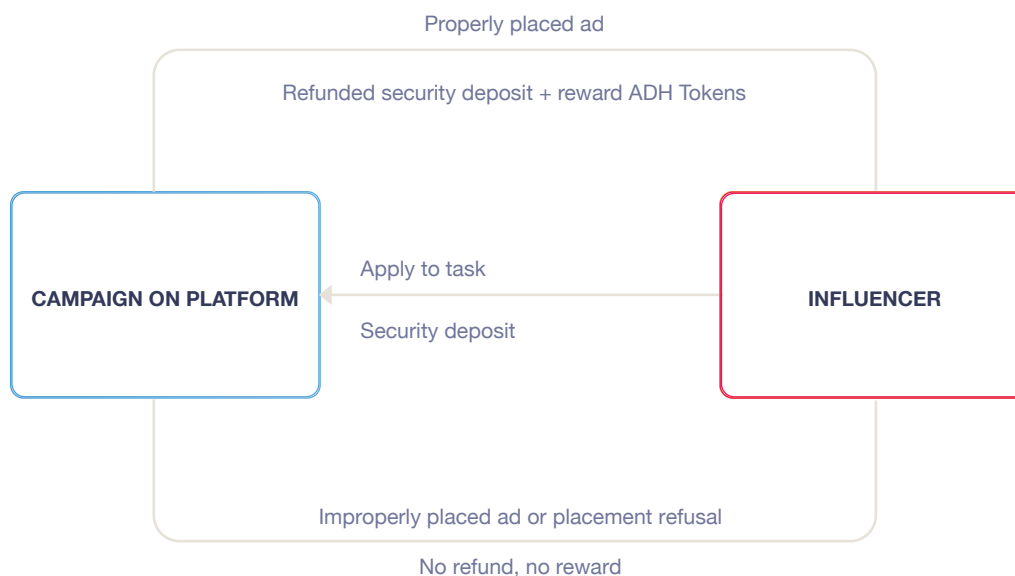 Properly placed ad
Refunded security deposit + reward ADH Tokens
Apply to task
CAMPAIGN ON PLATFORM
INFLUENCER
Security deposit
Improperly placed ad or placement refusal
No refund, no reward